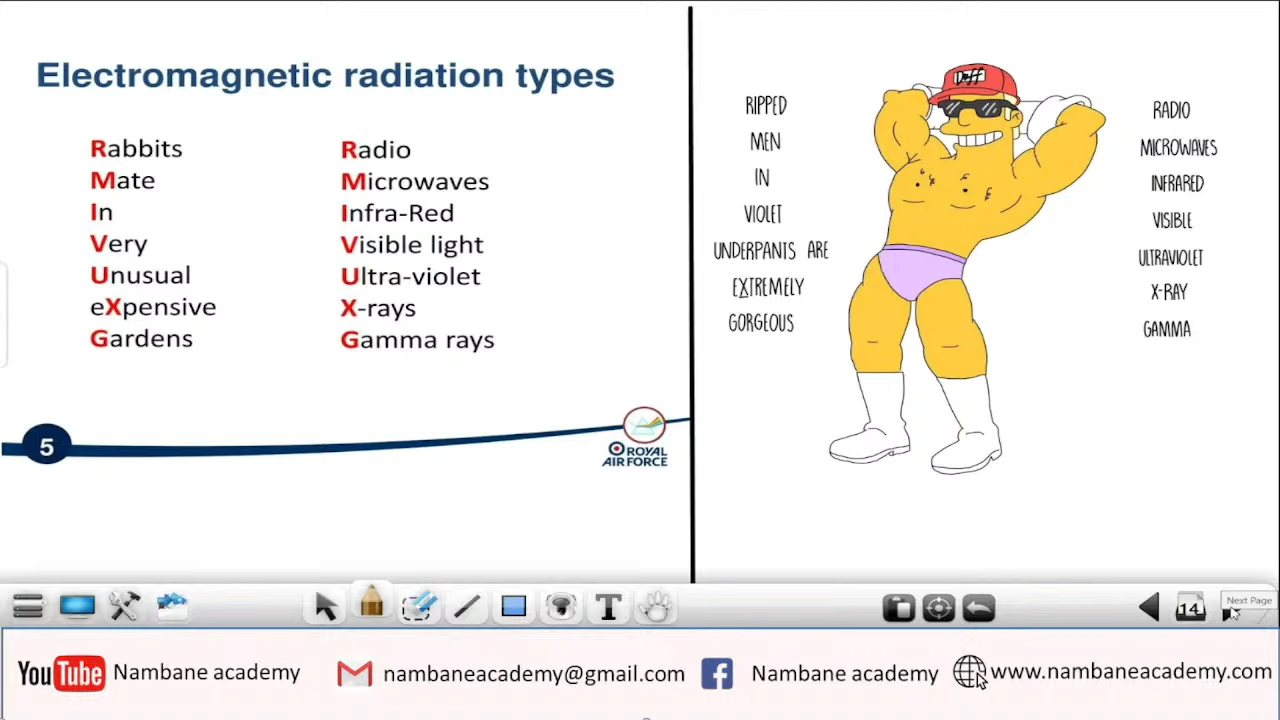 Electromagnetic radiation types
Rabbits
Mate
In
Very
Unusual
eXpensive
Gardens
Radio
Microwaves
Infra-Red
Visible light
Ultra-violet
X-rays
Gamma rays
5
ROYAL
AIR FORCE
RIPPED
MEN
IN
VIOLET
UNDERPANTS ARE
EXTREMELY
GORGEOUS
Duff
RADIO
MICROWAVES
INFRARED
VISIBLE
ULTRAVIOLET
X-RAY
GAMMA
T
14
Next Page
YouTube Nambane academy
nambaneacademy@gmail.com
Nambane academy
www.nambaneacademy.com